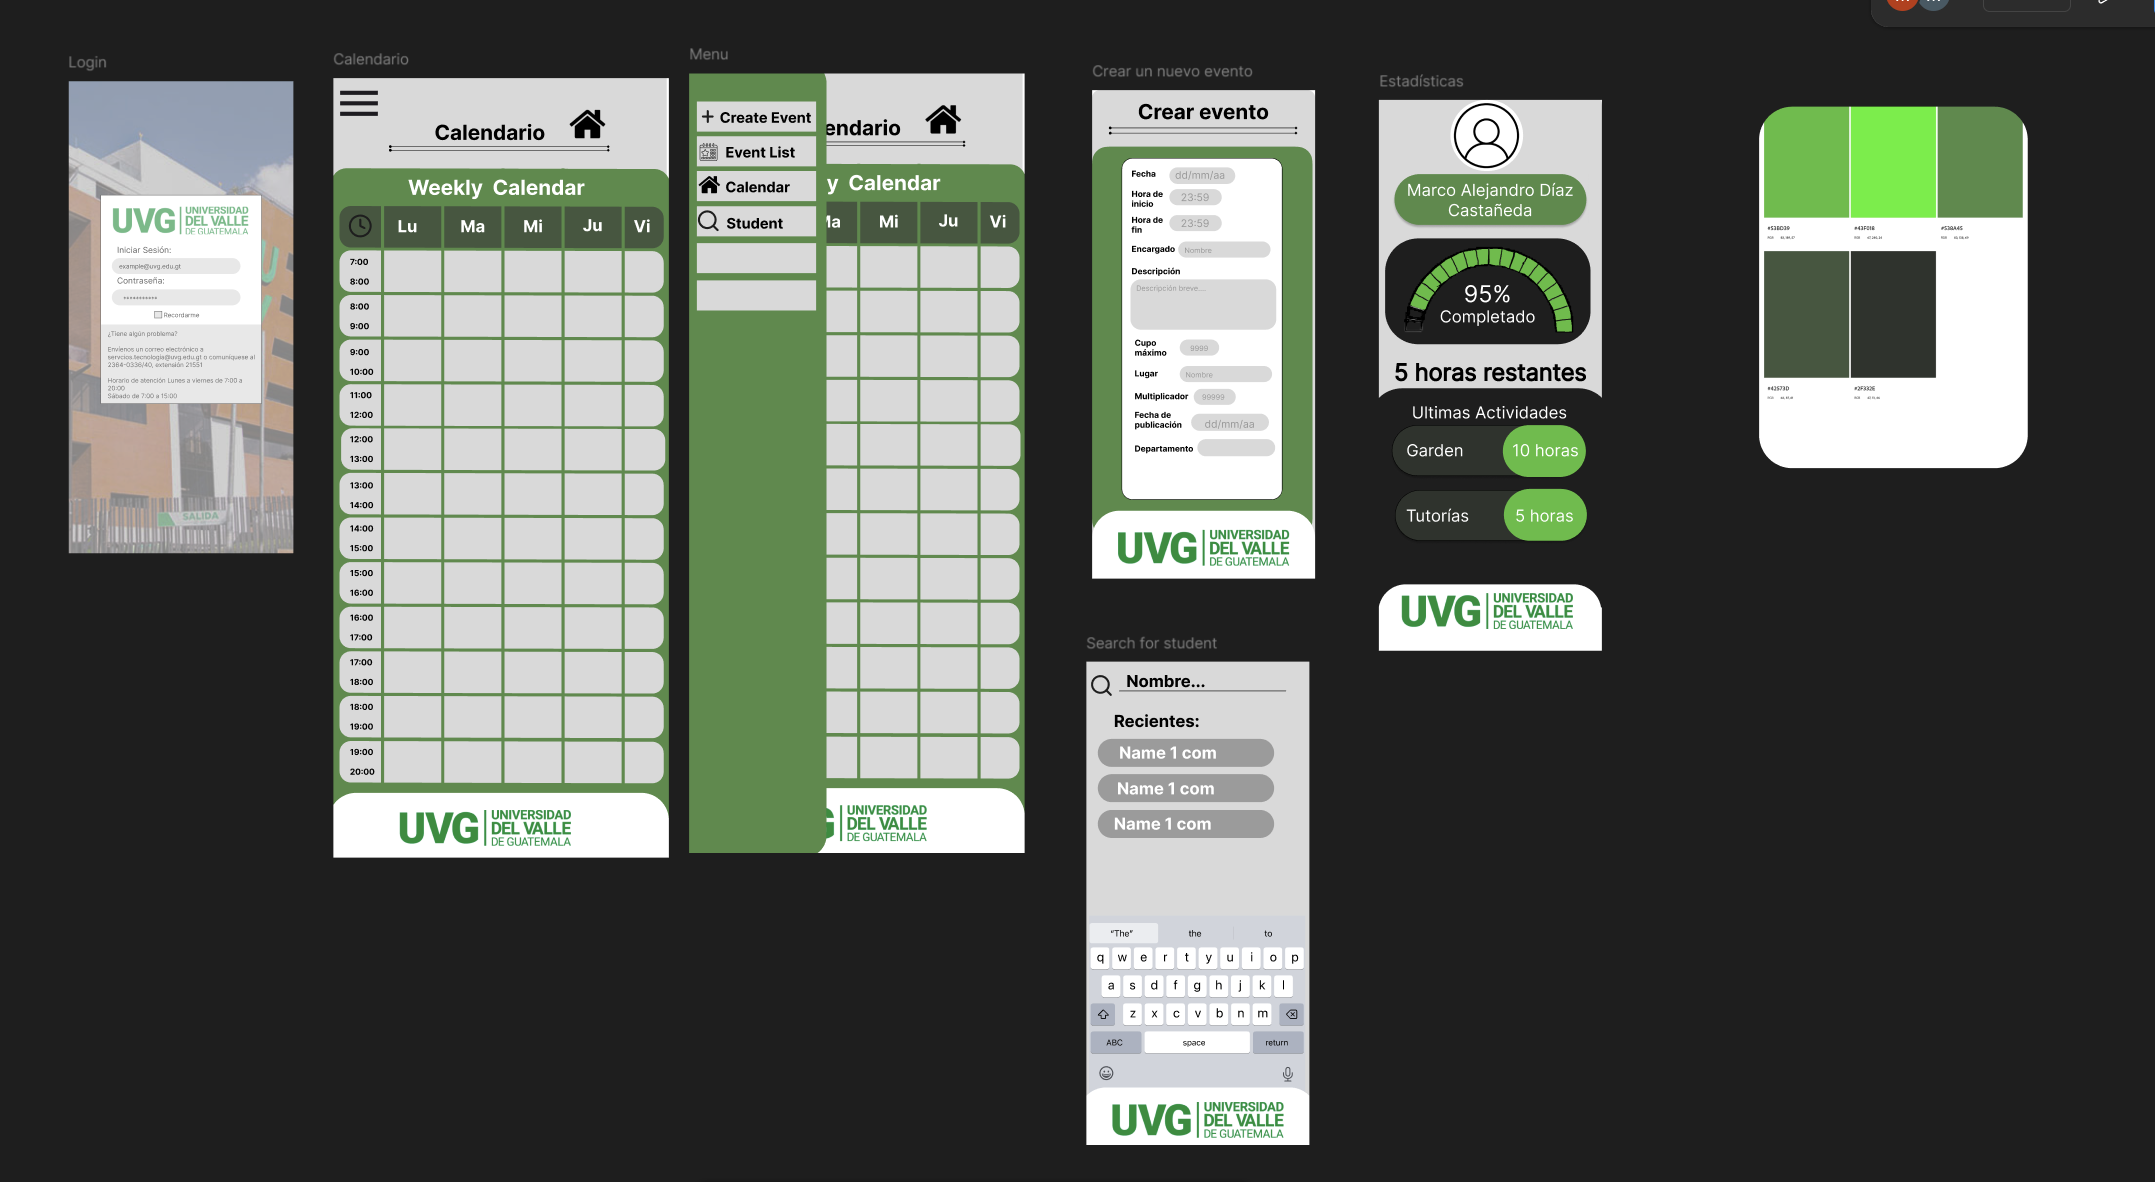 Login
UVG UNIVERSIDAD
DEL VALLE
DE GUATEMALA
Iniciar Sesión:
example@uvg.edu.gt
Contraseña:
***********
Recordarme
¿Tiene algún problema?
Envíenos un correo electrónico a
servicios.tecnologia@uvg.edu.gt o comuníquese al
2364-0336/40, extensión 21551
Horario de atención Lunes a viernes de 7:00 a
20:00
Sábado de 7:00 a 15:00
SALIDA
Calendario
Calendario
Weekly Calendar
Lu Ma Mi Ju Vi
7:00
8:00
8:00
9:00
9:00
10:00
11:00
12:00
12:00
13:00
13:00
14:00
14:00
15:00
15:00
16:00
16:00
17:00
17:00
18:00
18:00
19:00
19:00
20:00
UVG UNIVERSIDAD
DEL VALLE
DE GUATEMALA
Menu
+ Create Event
Event List
Calendar
Student
endario
y Calendar
Ma Mi Ju Vi
G UNIVERSIDAD
DEL VALLE
DE GUATEMALA
Crear un nuevo evento
Crear evento
Fecha dd/mm/aa
Hora de
inicio 23:59
Hora de
fin 23:59
Encargado Nombre
Descripción
Descripción breve....
Cupo
máximo 9999
Lugar Nombre
Multiplicador 99999
Fecha de
publicación dd/mm/aa
Departamento
UVG UNIVERSIDAD
DEL VALLE
DE GUATEMALA
Search for student
Nombre...
Recientes:
Name 1 com
Name 1 com
Name 1 com
"The" the to
q w e r t y u i o p
a s d f g h j k l
z x c v b n m
ABC space return
UVG UNIVERSIDAD
DEL VALLE
DE GUATEMALA
Estadísticas
Marco Alejandro Díaz
Castañeda
95%
Completado
5 horas restantes
Ultimas Actividades
Garden 10 horas
Tutorías 5 horas
UVG UNIVERSIDAD
DEL VALLE
DE GUATEMALA
#42573D #2F332E